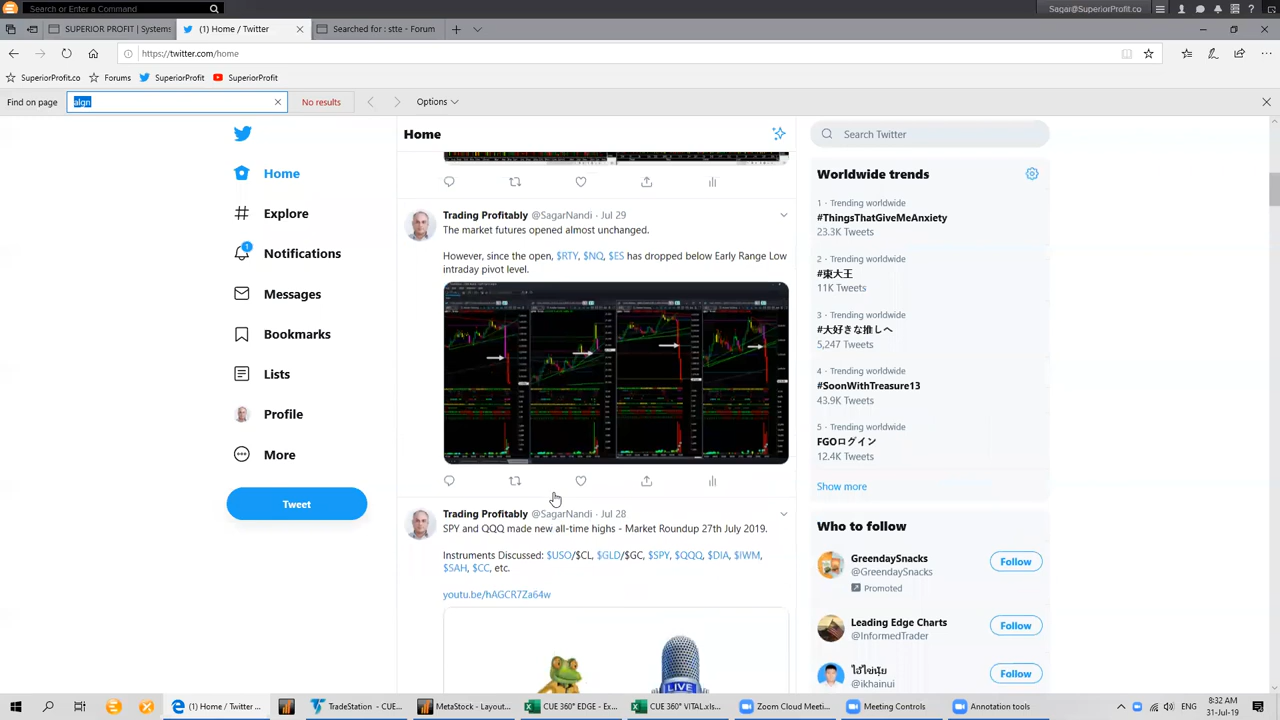 Search or Enter Command
Sagar@SuperiorProfit.co
SUPERIOR PROFIT | Systems
(1) Home / Twitter
Searched for : stte - Forum
https://twitter.com/home
SuperiorProfit.co
Forums
SuperiorProfit
SuperiorProfit
Find on page
algn
No results
Options
Home
Explore
1
Notifications
Messages
Bookmarks
Lists
Profile
More
Tweet
Home
Trading Profitably @SagarNandi · Jul 29
The market futures opened almost unchanged.
However, since the open, $RTY, $NQ, $ES has dropped below Early Range Low
intraday pivot level.
Trading Profitably @SagarNandi · Jul 28
SPY and QQQ made new all-time highs - Market Roundup 27th July 2019.
Instruments Discussed: $USO/$CL, $GLD/$GC, $SPY, $QQQ, $DIA, $IWM,
$SAH, $CC, etc.
youtu.be/hAGCR7Za64w
LIVE
Search Twitter
Worldwide trends
1 · Trending worldwide
#ThingsThatGiveMeAnxiety
23.3K Tweets
2 · Trending worldwide
#東大王
11K Tweets
3 · Trending worldwide
#大好きな推しへ
5,247 Tweets
4 · Trending worldwide
#SoonWithTreasure13
43.9K Tweets
5 · Trending worldwide
FGOログイン
12.4K Tweets
Show more
Who to follow
GreendaySnacks
@GreendaySnacks
Promoted
Follow
Leading Edge Charts
@InformedTrader
Follow
@ikhainui
Follow
(1) Home / Twitter ...
TradeStation - CUE...
MetaStock - Layout...
CUE 360° EDGE - Ex...
CUE 360° VITAL.xls...
Zoom Cloud Meeti...
Meeting Controls
Annotation tools
8:32 AM
31-Jul-19